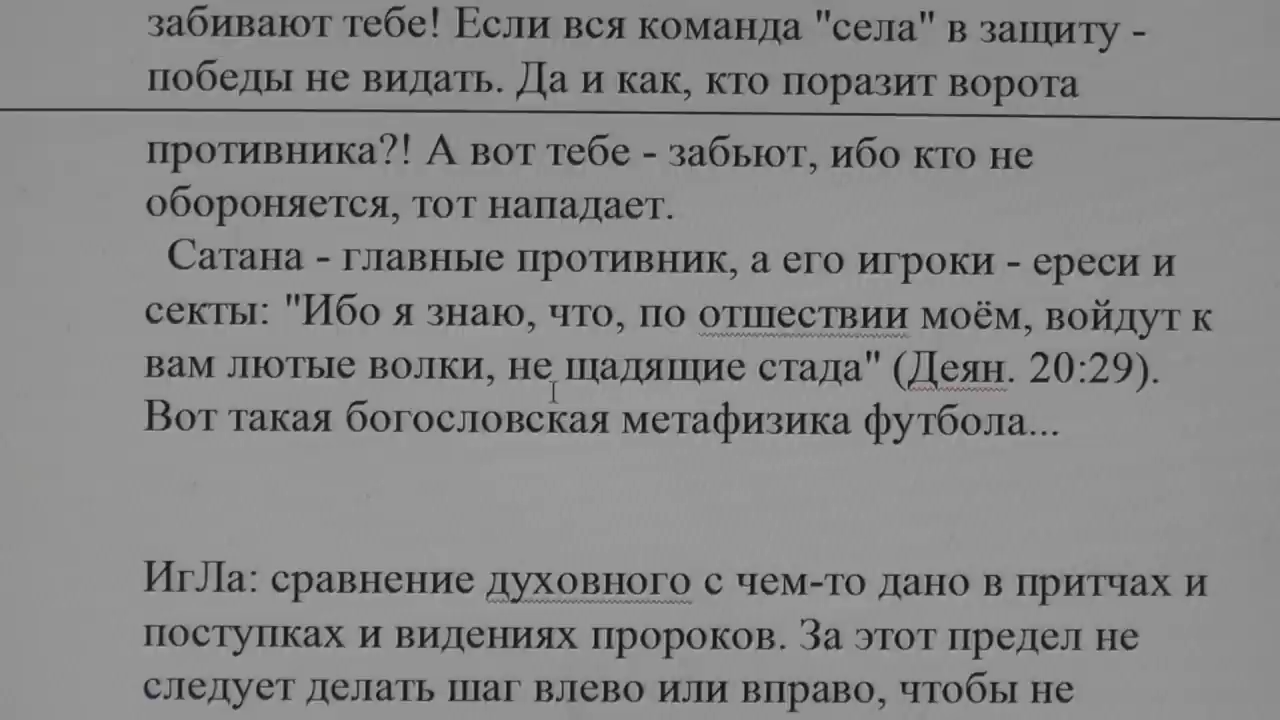 забивают тебе! Если вся команда "села" в защиту -
победы не видать. Да и как, кто поразит ворота
противника?! А вот тебе - забьют, ибо кто не
обороняется, тот нападает.
Сатана - главные противник, а его игроки - ереси и
секты: "Ибо я знаю, что, по отшествии моём, войдут к
вам лютые волки, не щадящие стада" (Деян. 20:29).
Вот такая богословская метафизика футбола...
ИгЛа: сравнение духовного с чем-то дано в притчах и
поступках и видениях пророков. За этот предел не
следует делать шаг влево или вправо, чтобы не